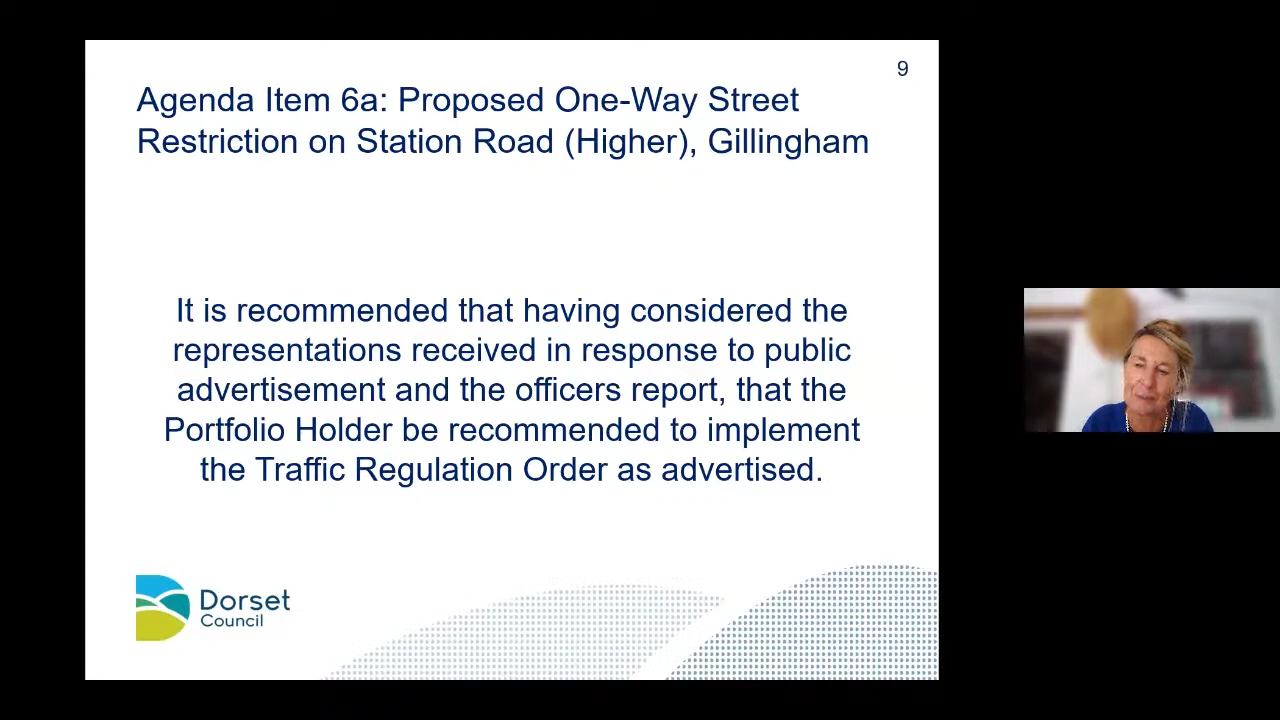 9
Agenda Item 6a: Proposed One-Way Street
Restriction on Station Road (Higher), Gillingham
It is recommended that having considered the
representations received in response to public
advertisement and the officers report, that the
Portfolio Holder be recommended to implement
the Traffic Regulation Order as advertised.
Dorset
Council